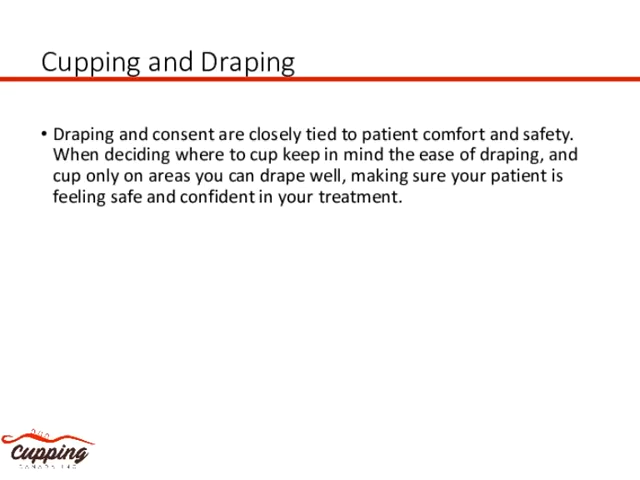 Cupping and Draping
• Draping and consent are closely tied to patient comfort and safety.
When deciding where to cup keep in mind the ease of draping, and
cup only on areas you can drape well, making sure your patient is
feeling safe and confident in your treatment.
Cupping
CANADA INC